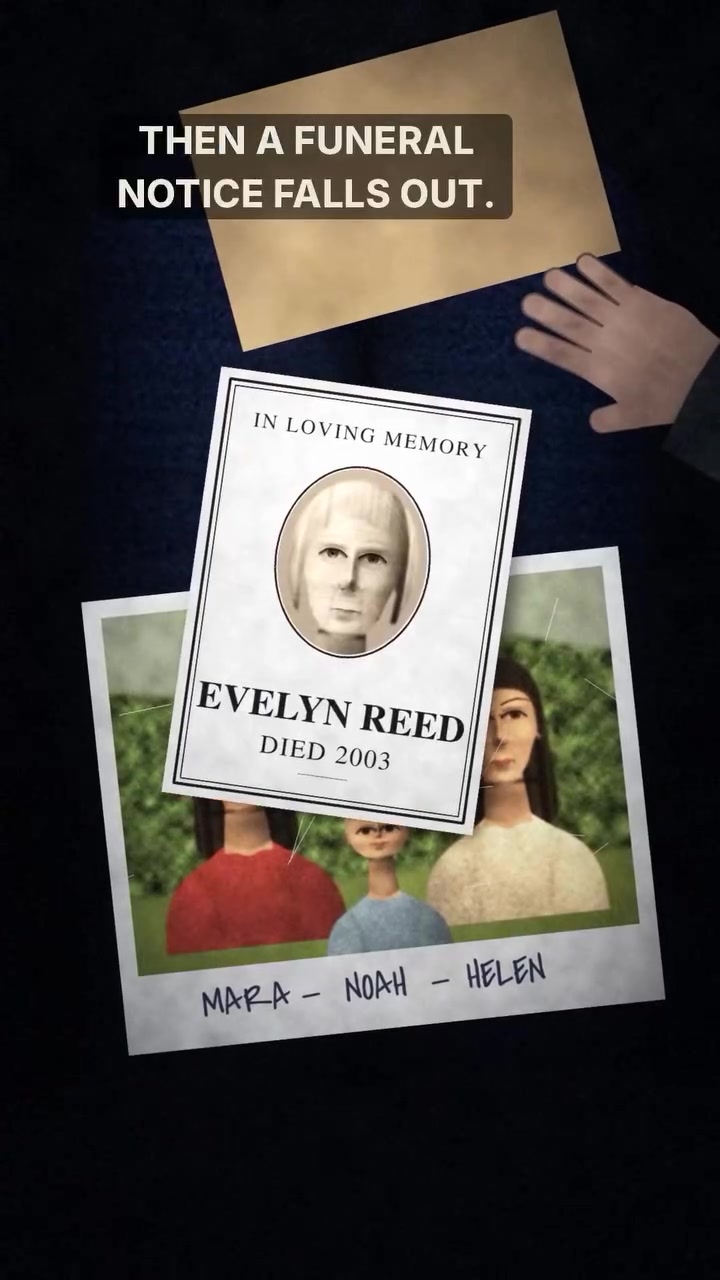 THEN A FUNERAL
NOTICE FALLS OUT.
IN LOVING MEMORY
EVELYN REED
DIED 2003
MARA – NOAH – HELEN